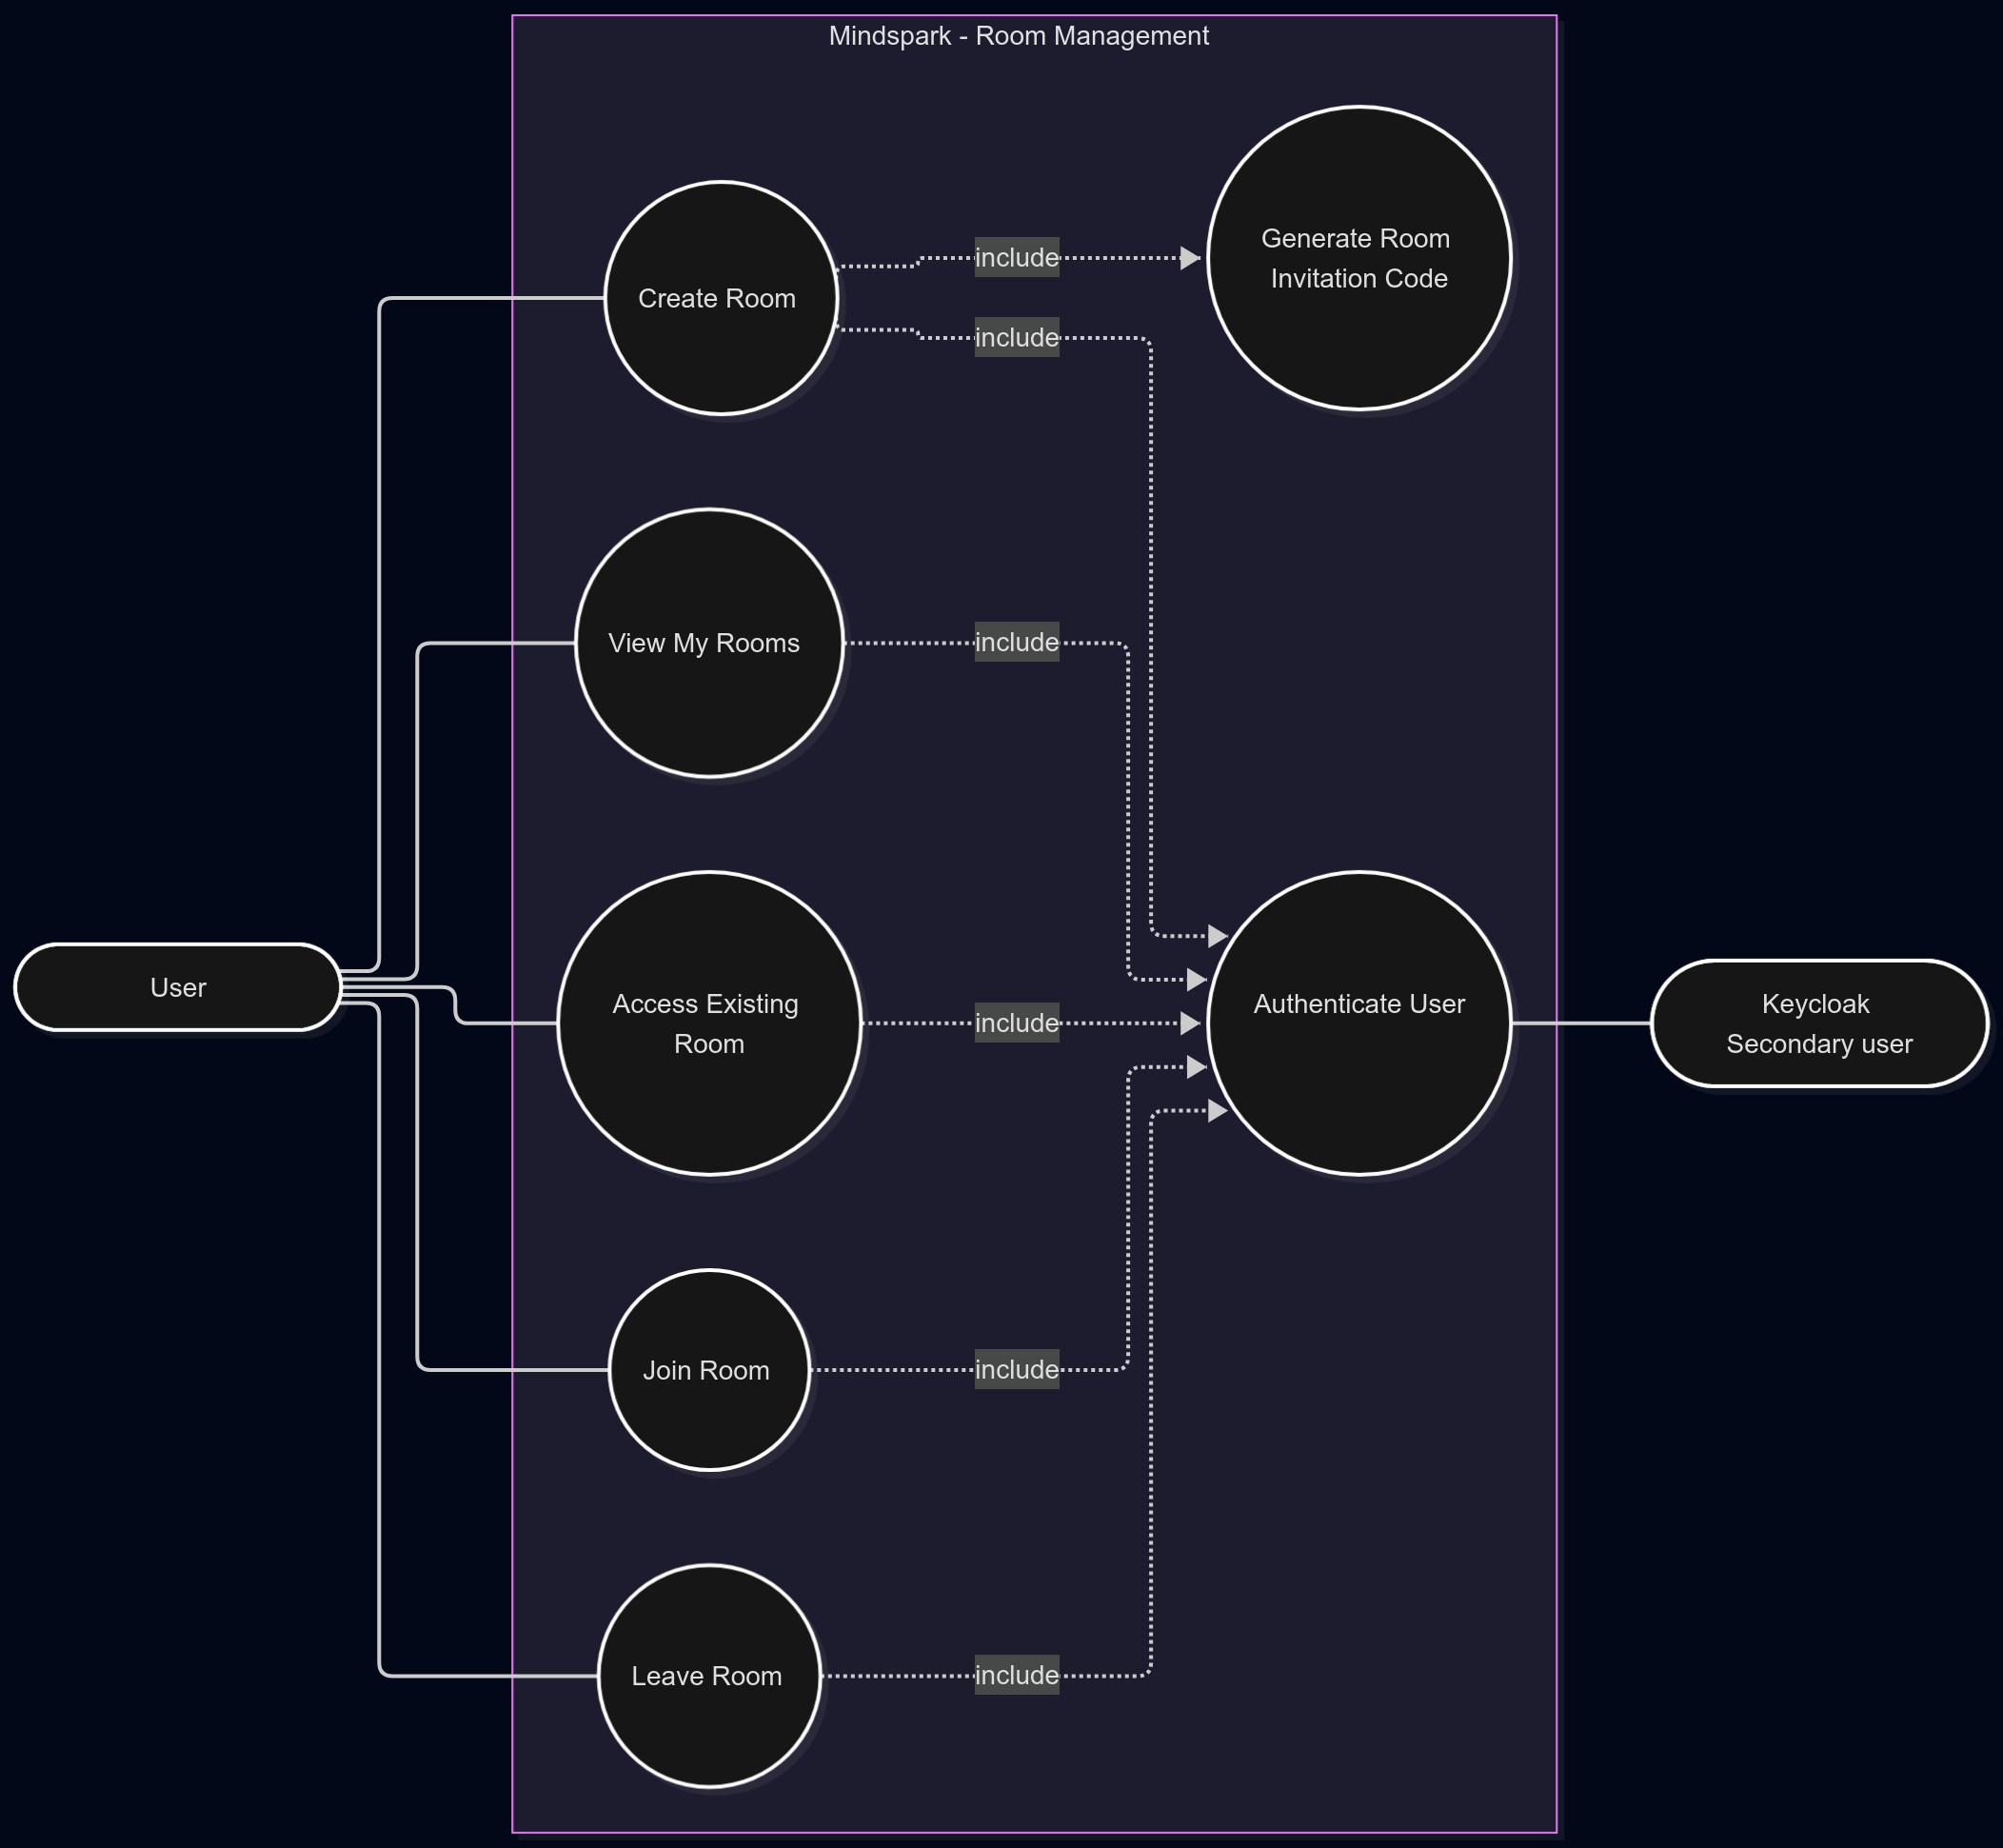 Mindspark - Room Management
Create Room
include
Generate Room
Invitation Code
include
View My Rooms
include
User
Access Existing
Room
include
Authenticate User
Keycloak
Secondary user
Join Room
include
Leave Room
include